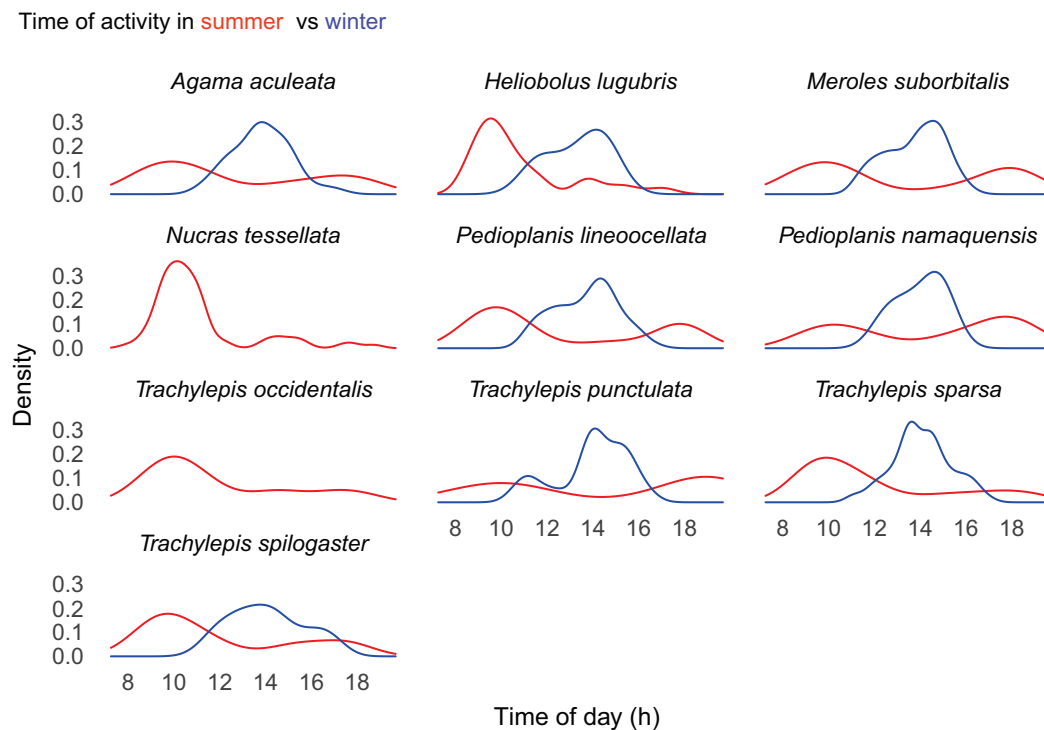 Time of activity in summer vs winter
Agama aculeata
Heliobolus lugubris
Meroles suborbitalis
0.3
0.2
0.1
0.0
Nucras tessellata
Pedioplanis lineoocellata
Pedioplanis namaquensis
0.3
0.2
0.1
0.0
Density
Trachylepis occidentalis
Trachylepis punctulata
Trachylepis sparsa
0.3
0.2
0.1
0.0
8 10 12 14 16 18
8 10 12 14 16 18
Trachylepis spilogaster
0.3
0.2
0.1
0.0
8 10 12 14 16 18
Time of day (h)